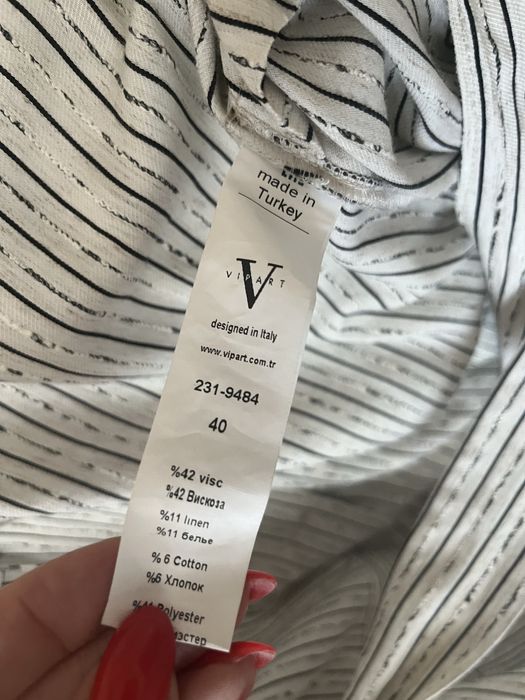 made in
Turkey
V
VIPART
designed in Italy
www.vipart.com.tr
231-9484
40
%42 visc
%42 Вискоза
%11 linen
%11 белье
% 6 Cotton
%6 Хлопок
Polyester